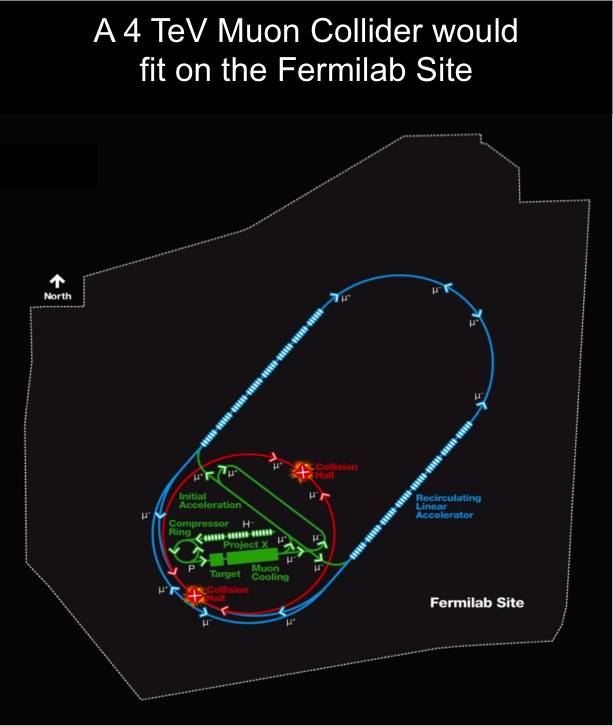 A 4 TeV Muon Collider would
fit on the Fermilab Site
North
μ⁺
μ⁻
μ⁺
μ⁻
Collision
Hall
μ⁺
μ⁺
μ⁺
μ⁻
Initial
Acceleration
Recirculating
Linear
Accelerator
μ⁻
Compressor
Ring
H⁻
Project X
μ⁺
μ⁻
μ⁻
P
Target
Muon
Cooling
μ⁻
μ⁺
Collision
Hall
Fermilab Site
μ⁻
μ⁺